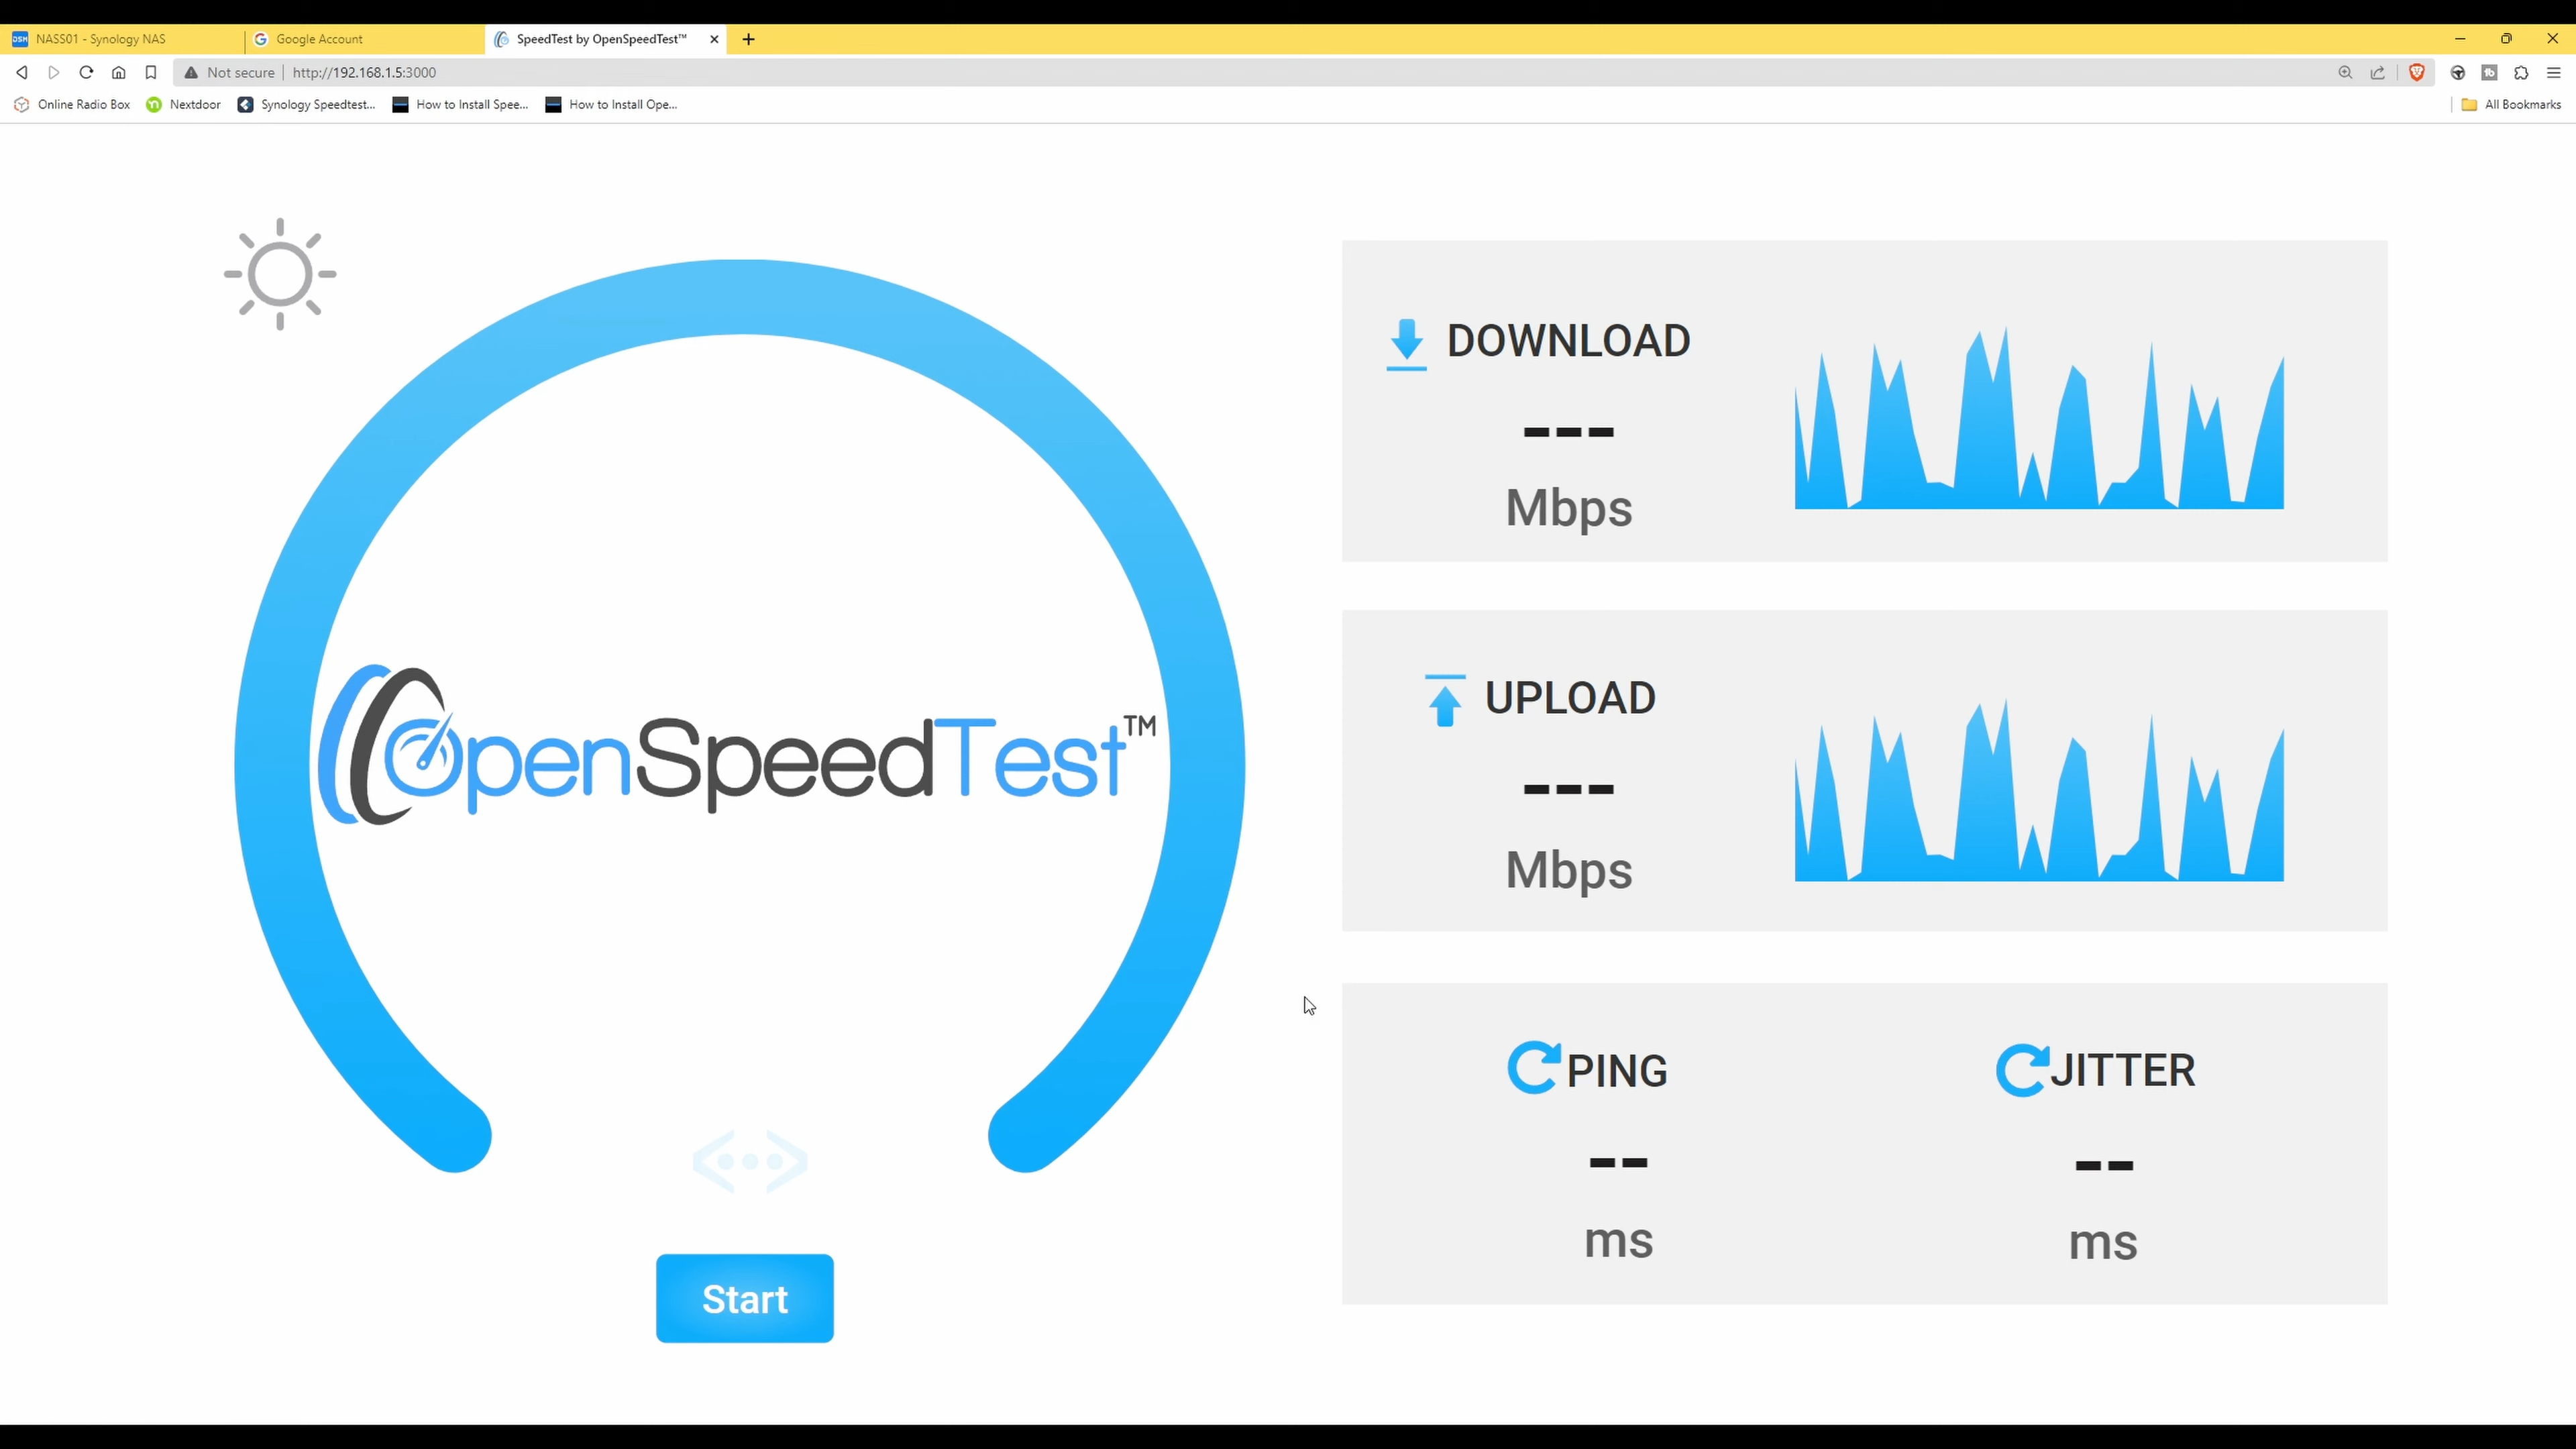 NASS01 - Synology NAS
Google Account
SpeedTest by OpenSpeedTest™
Not secure
http://192.168.1.5:3000
Online Radio Box
Nextdoor
Synology Speedtest...
How to Install Spee...
How to Install Ope...
All Bookmarks
OpenSpeedTest™
Start
DOWNLOAD
---
Mbps
UPLOAD
---
Mbps
PING
--
ms
JITTER
--
ms